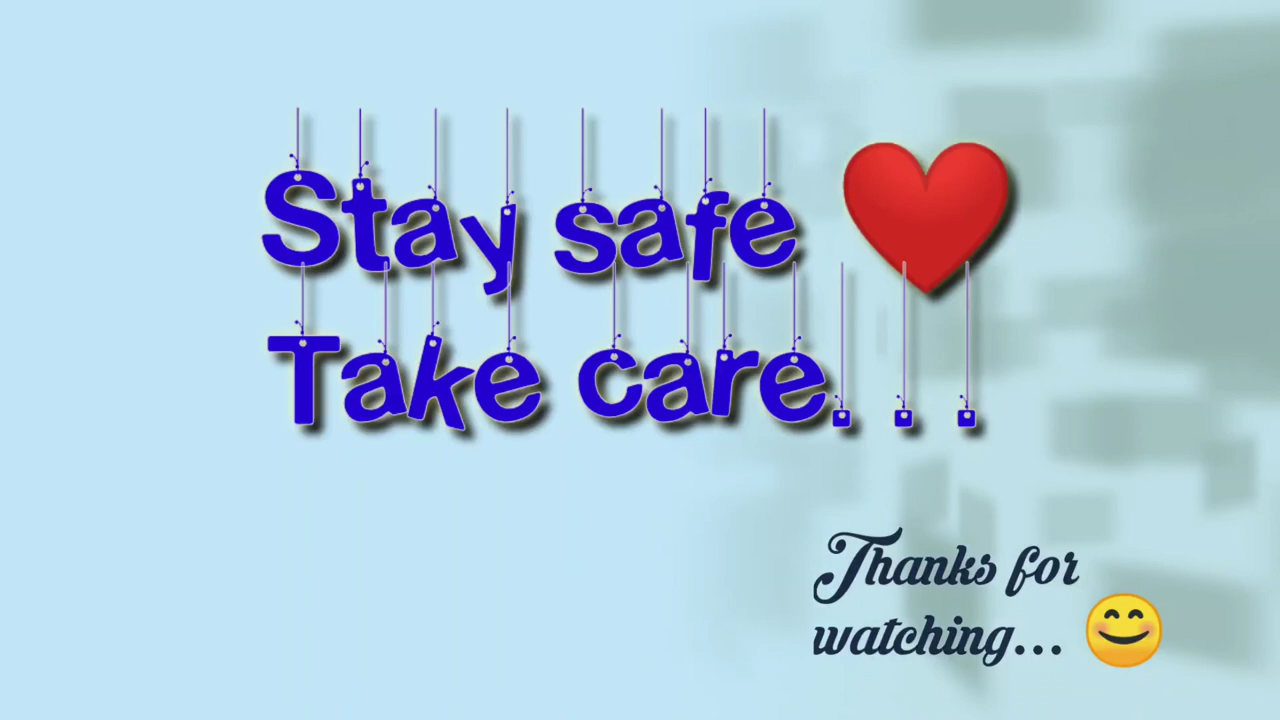 Stay safe ❤️
Take care...
Thanks for
watching... 😊